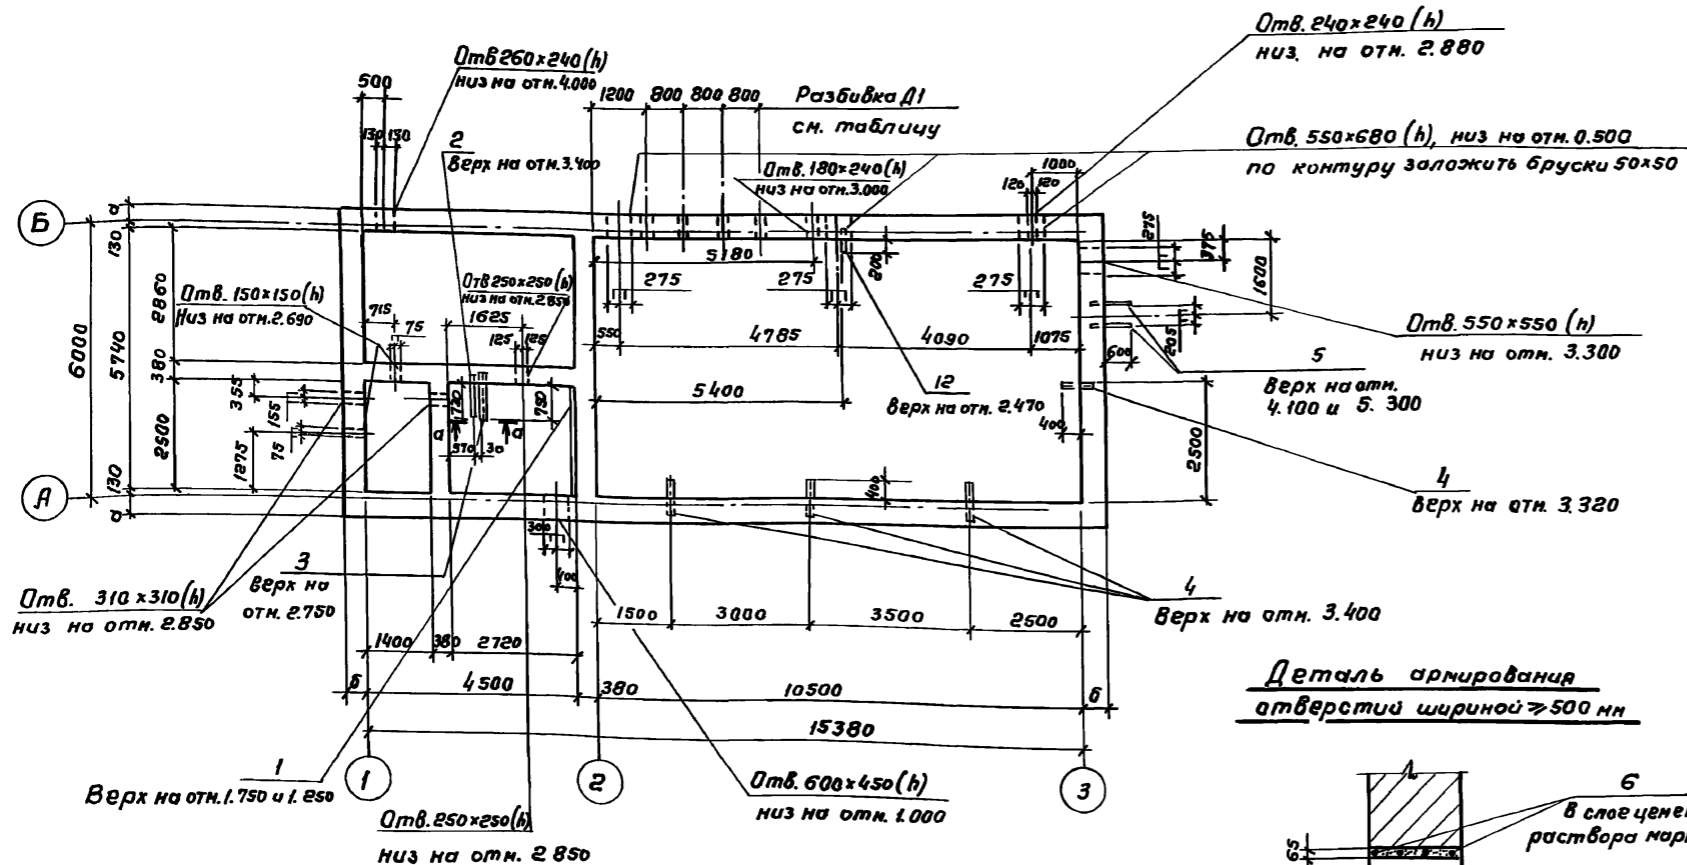 Отв. 240×240 (h)
низ. на отм. 2.880
Отв 260×240 (h)
низ на отм. 4.000
500
1200 800 800 800
Разбивка Д1
см. таблицу
130 130
2
Верх на отм. 3.400
Отв. 180×240 (h)
низ на отм. 3.000
1000
120 120
Отв. 550×680 (h), низ на отм. 0.500
по контуру заложить бруски 50×50
Б
а
130
5180
200
275
375
1600
Отв. 150×150 (h)
Низ на отм. 2.690
Отв 250×250 (h)
низ на отм. 2.850
275 275 275
715
75
1625
125 125
550
4785
4090
1075
6000
5740
2860
380
2500
130
355
155
75
1275
720
750
а а
570
30
5400
12
Верх на отм. 2.470
205
600
Отв. 550×550 (h)
низ на отм. 3.300
5
Верх на отм.
4.100 и 5.300
400
2500
4
Верх на отм. 3.320
А
а
400
300
400
3
Верх на
отм. 2.750
Отв. 310×310 (h)
низ на отм. 2.850
4
Верх на отм. 3.400
1500 3000 3500 2500
1400 380 2720
б 4500 380 10500 б
15380
1
Верх на отм. 1.750 и 1.250
1 2 3
Отв. 600×450 (h)
низ на отм. 1.000
Отв. 250×250 (h)
низ на отм. 2 850
Деталь армирования
отверстий шириной ≥ 500 мм
6
В слое цемен
раствора мар
65